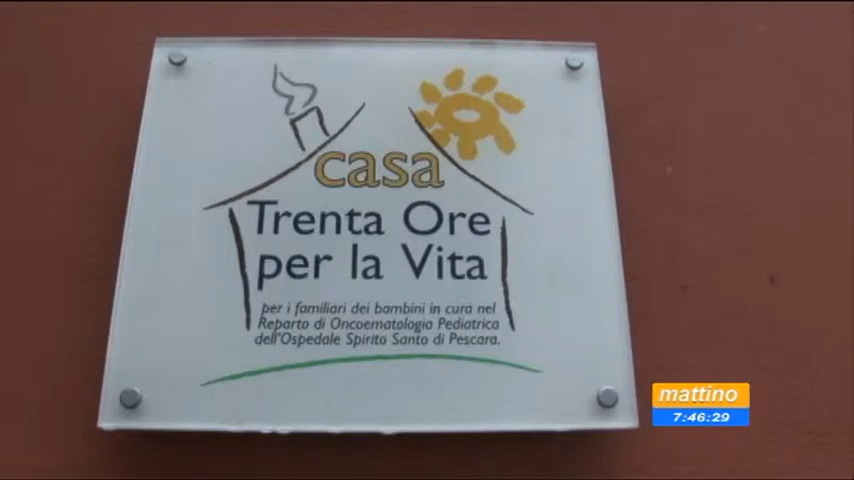 casa
Trenta Ore
per la Vita
per i familiari dei bambini in cura nel
Reparto di Oncoematologia Pediatrica
dell'Ospedale Spirito Santo di Pescara.
mattino
7:46:29